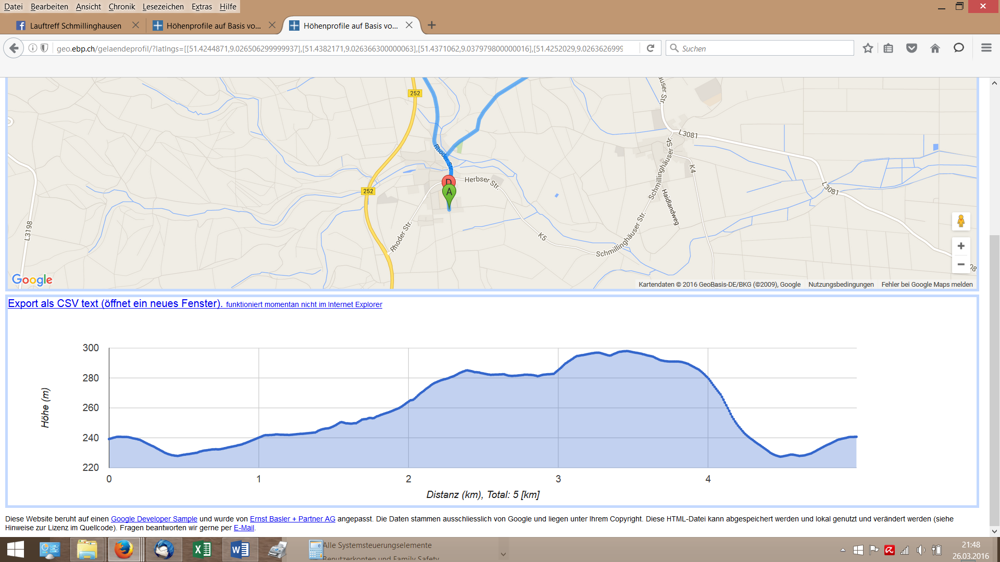 Datei Bearbeiten Ansicht Chronik Lesezeichen Extras Hilfe
Lauftreff Schmillinghausen
Höhenprofile auf Basis vo...
Höhenprofile auf Basis vo...
geo.ebp.ch/gelaendeprofil/?latlngs=[[51.4244871,9.026506299999937],[51.4382171,9.026366300000063],[51.4371062,9.037979800000016],[51.4252029,9.0263626999
Suchen
252
L3081
Rhoder Str.
K4
Schmillinghäuser Str.
252
D
A
Herbser Str.
Haidlandweg
L3081
L3198
Rhoder Str.
K5
Schmillinghäuser Str.
Google
Kartendaten © 2016 GeoBasis-DE/BKG (©2009), Google Nutzungsbedingungen Fehler bei Google Maps melden
Export als CSV text (öffnet ein neues Fenster). funktioniert momentan nicht im Internet Explorer
300
280
260
240
220
Höhe (m)
0 1 2 3 4
Distanz (km), Total: 5 [km]
Diese Website beruht auf einen Google Developer Sample und wurde von Ernst Basler + Partner AG angepasst. Die Daten stammen ausschliesslich von Google und liegen unter Ihrem Copyright. Diese HTML-Datei kann abgespeichert werden und lokal genutzt und verändert werden (siehe
Hinweise zur Lizenz im Quellcode). Fragen beantworten wir gerne per E-Mail.
Alle Systemsteuerungselemente
Benutzerkonten und Family Safety
21:48
26.03.2016